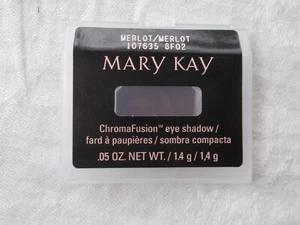 MERLOT/MERLOT
107635 GF02
MARY KAY
ChromaFusion™ eye shadow /
fard à paupières / sombra compacta
.05 OZ. NET WT. / 1.4 g / 1,4 g